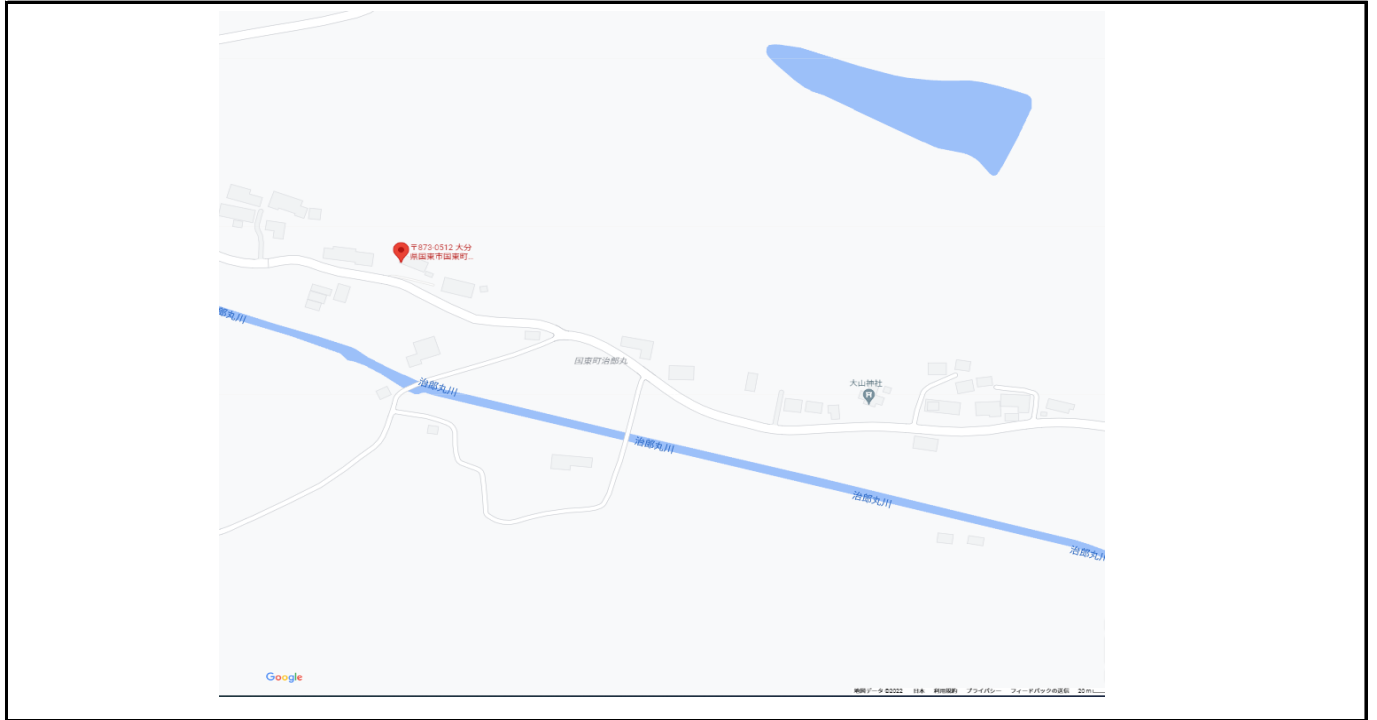 〒873-0512 大分
県国東市国東町...
郎丸川
国東町治郎丸
治郎丸川
大山神社
治郎丸川
治郎丸川
治郎丸川
Google
地図データ ©2022 日本 利用規約 プライバシー フィードバックの送信 20 m